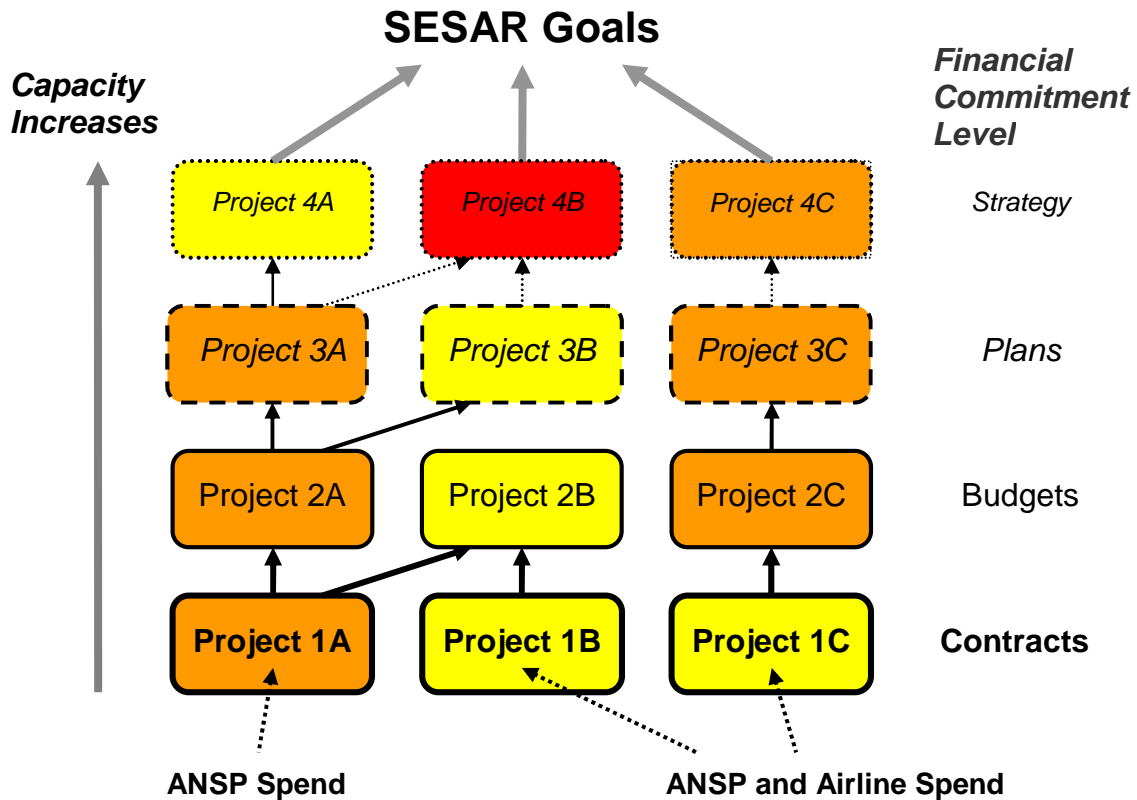 SESAR Goals
Capacity
Increases
Financial
Commitment
Level
Project 4A
Project 4B
Project 4C
Strategy
Project 3A
Project 3B
Project 3C
Plans
Project 2A
Project 2B
Project 2C
Budgets
Project 1A
Project 1B
Project 1C
Contracts
ANSP Spend
ANSP and Airline Spend